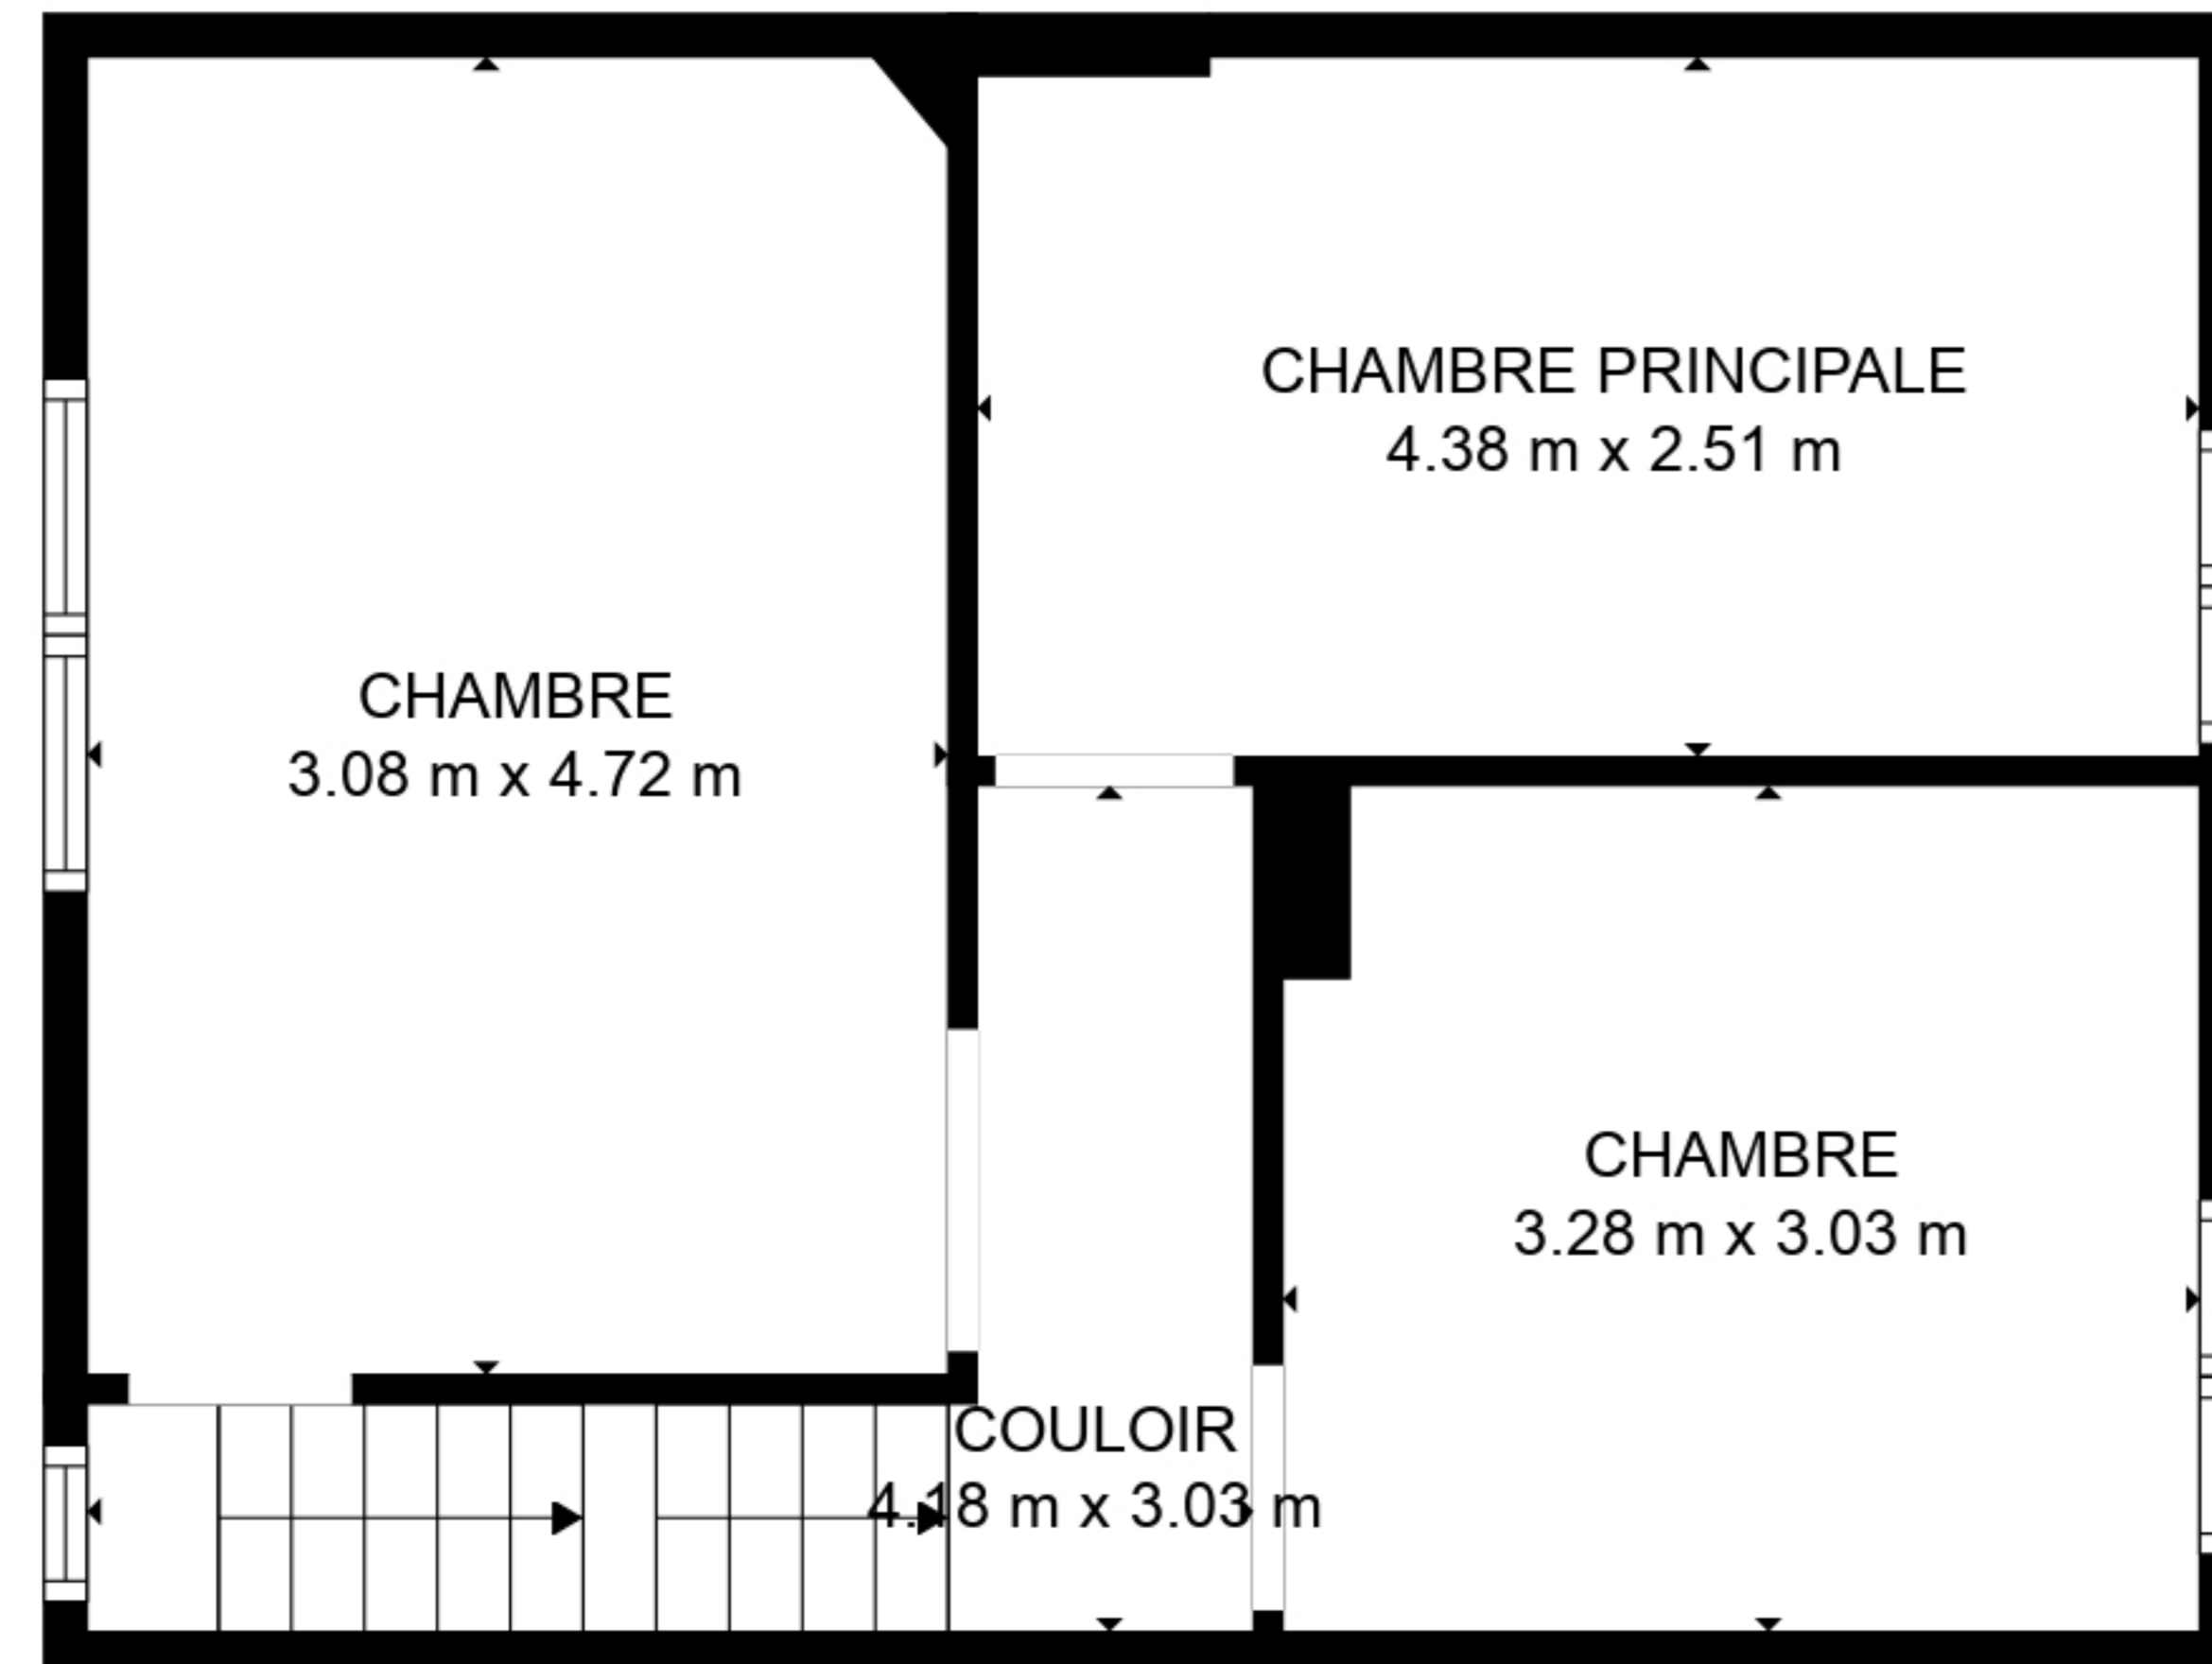 CHAMBRE PRINCIPALE
4.38 m x 2.51 m
CHAMBRE
3.08 m x 4.72 m
CHAMBRE
3.28 m x 3.03 m
COULOIR
4.18 m x 3.03 m